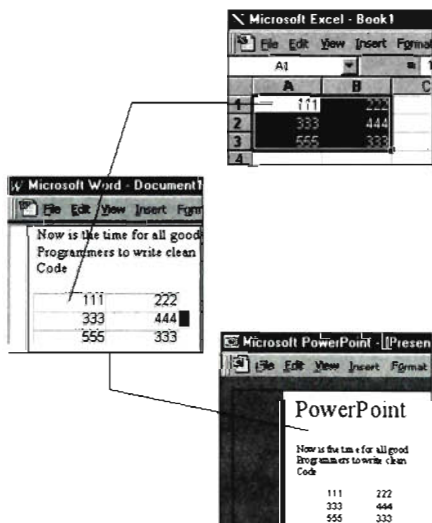 Microsoft Excel - Book1
File Edit View Insert Format
A1 =
A B C
1 111 222
2 333 444
3 555 333
4
Microsoft Word - Document1
File Edit View Insert
Now is the time for all good
Programmers to write clean
Code
111 222
333 444
555 333
Microsoft PowerPoint - [Presen
File Edit View Insert Format
PowerPoint
Now is the time for all good
Programmers to write clean
Code
111 222
333 444
555 333